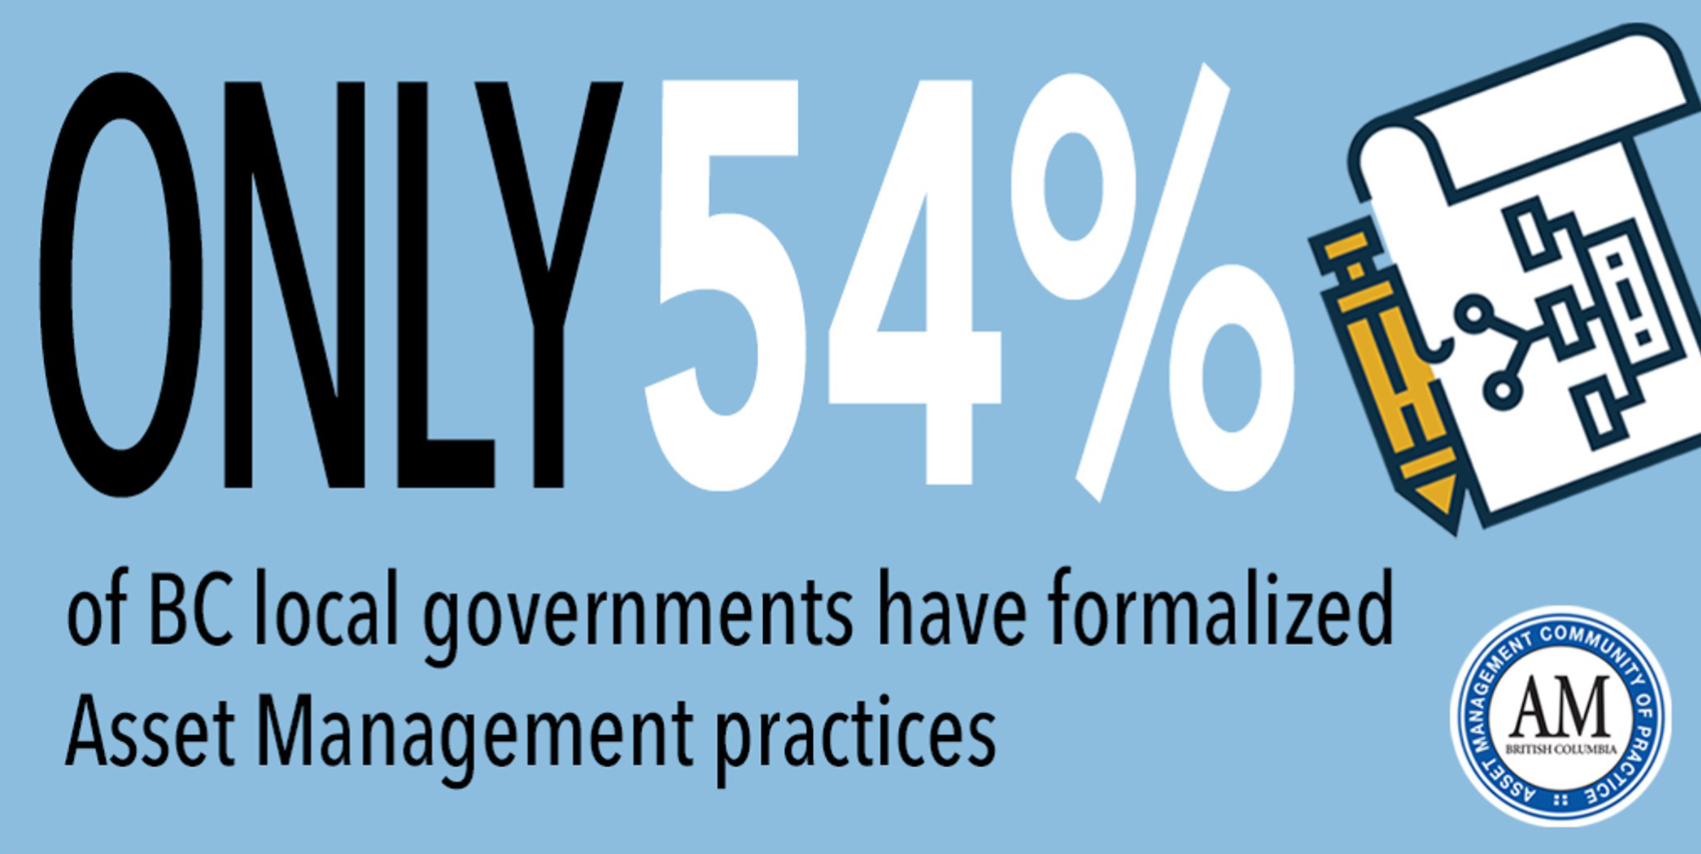 ONLY 54%
of BC local governments have formalized
Asset Management practices
ASSET MANAGEMENT COMMUNITY OF PRACTICE
AM
BRITISH COLUMBIA